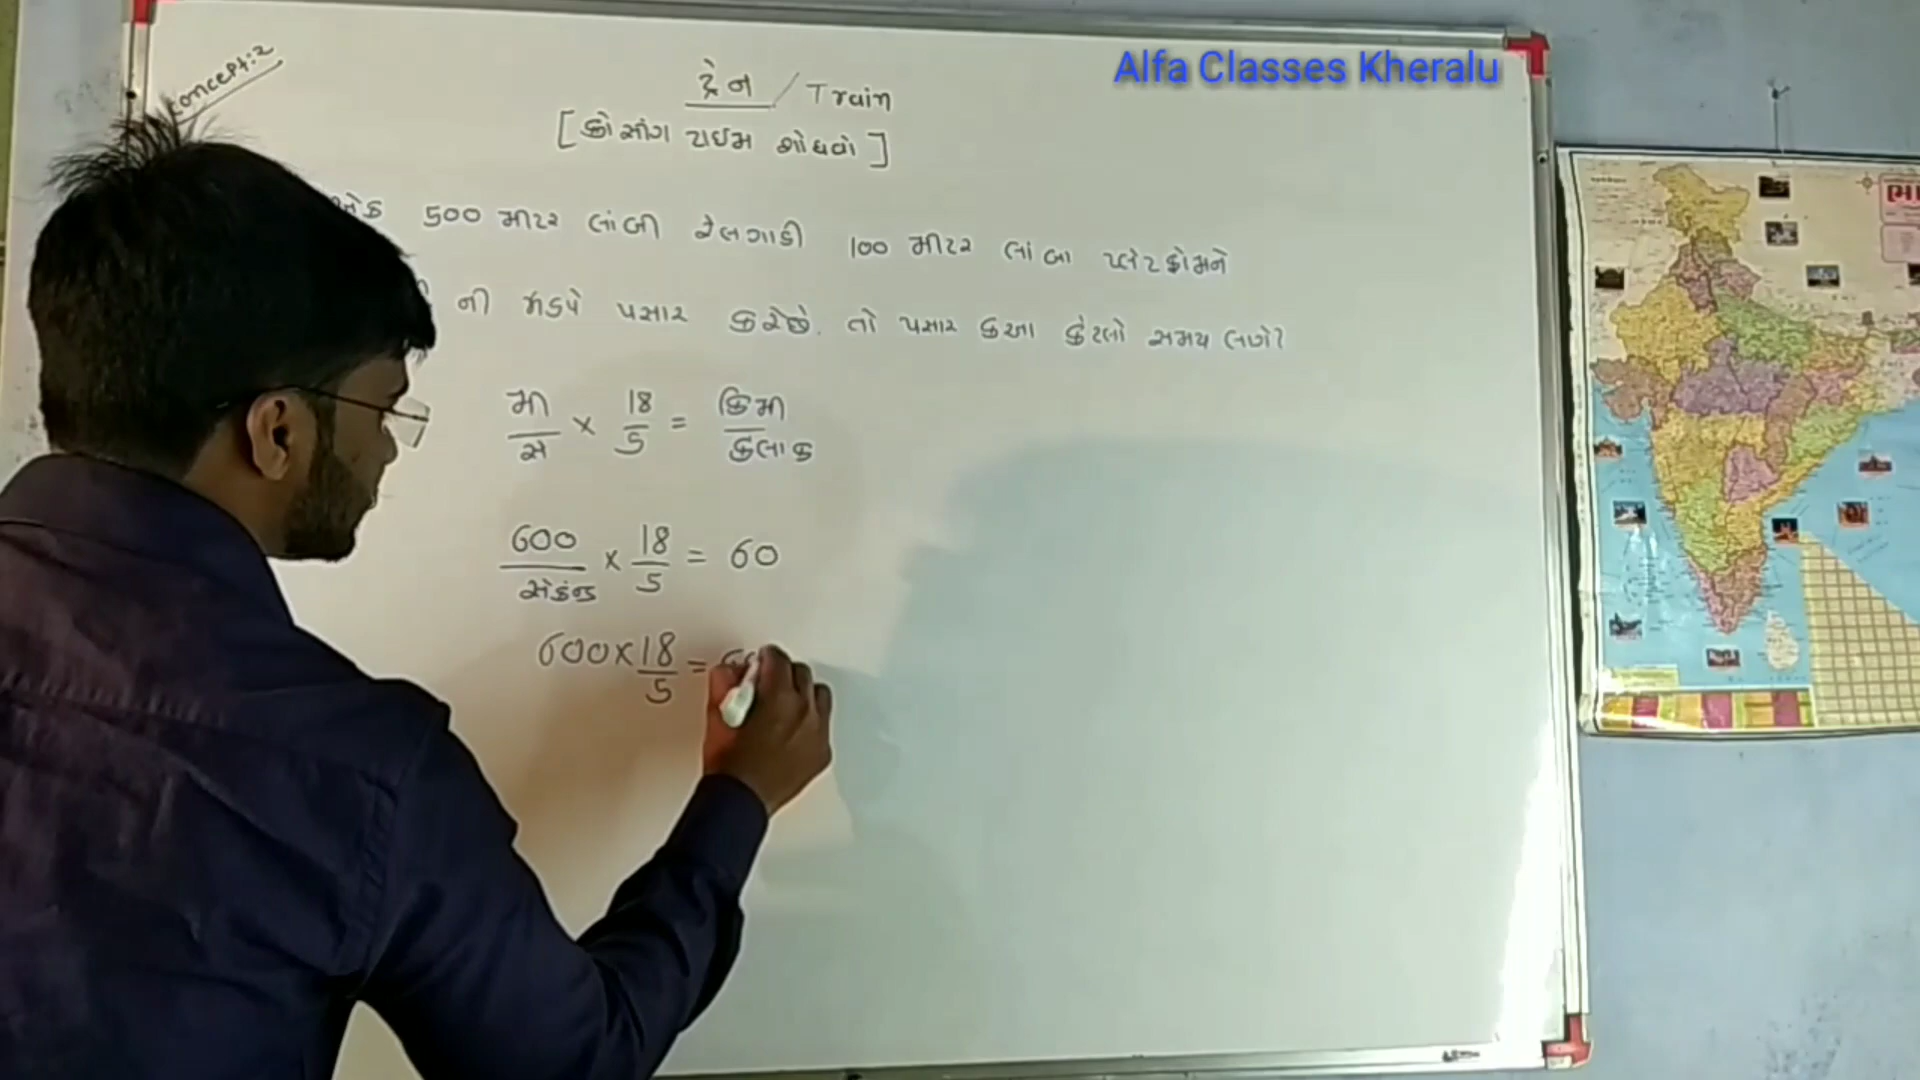 Alfa Classes Kheralu
concept:2
ટ્રેન / Train
[ ક્રોસીંગ ટાઈમ શોધવો ]
500 મીટર લાંબી રેલગાડી 100 મીટર લાંબા પ્લેટફોર્મને
ની ઝડપે પસાર કરેછે. તો પસાર કરતા કેટલો સમય લાગે?
મી/સે × 18/5 = કિમી/કલાક
600/સેકંન્ડ × 18/5 = 60
600×18/5 =